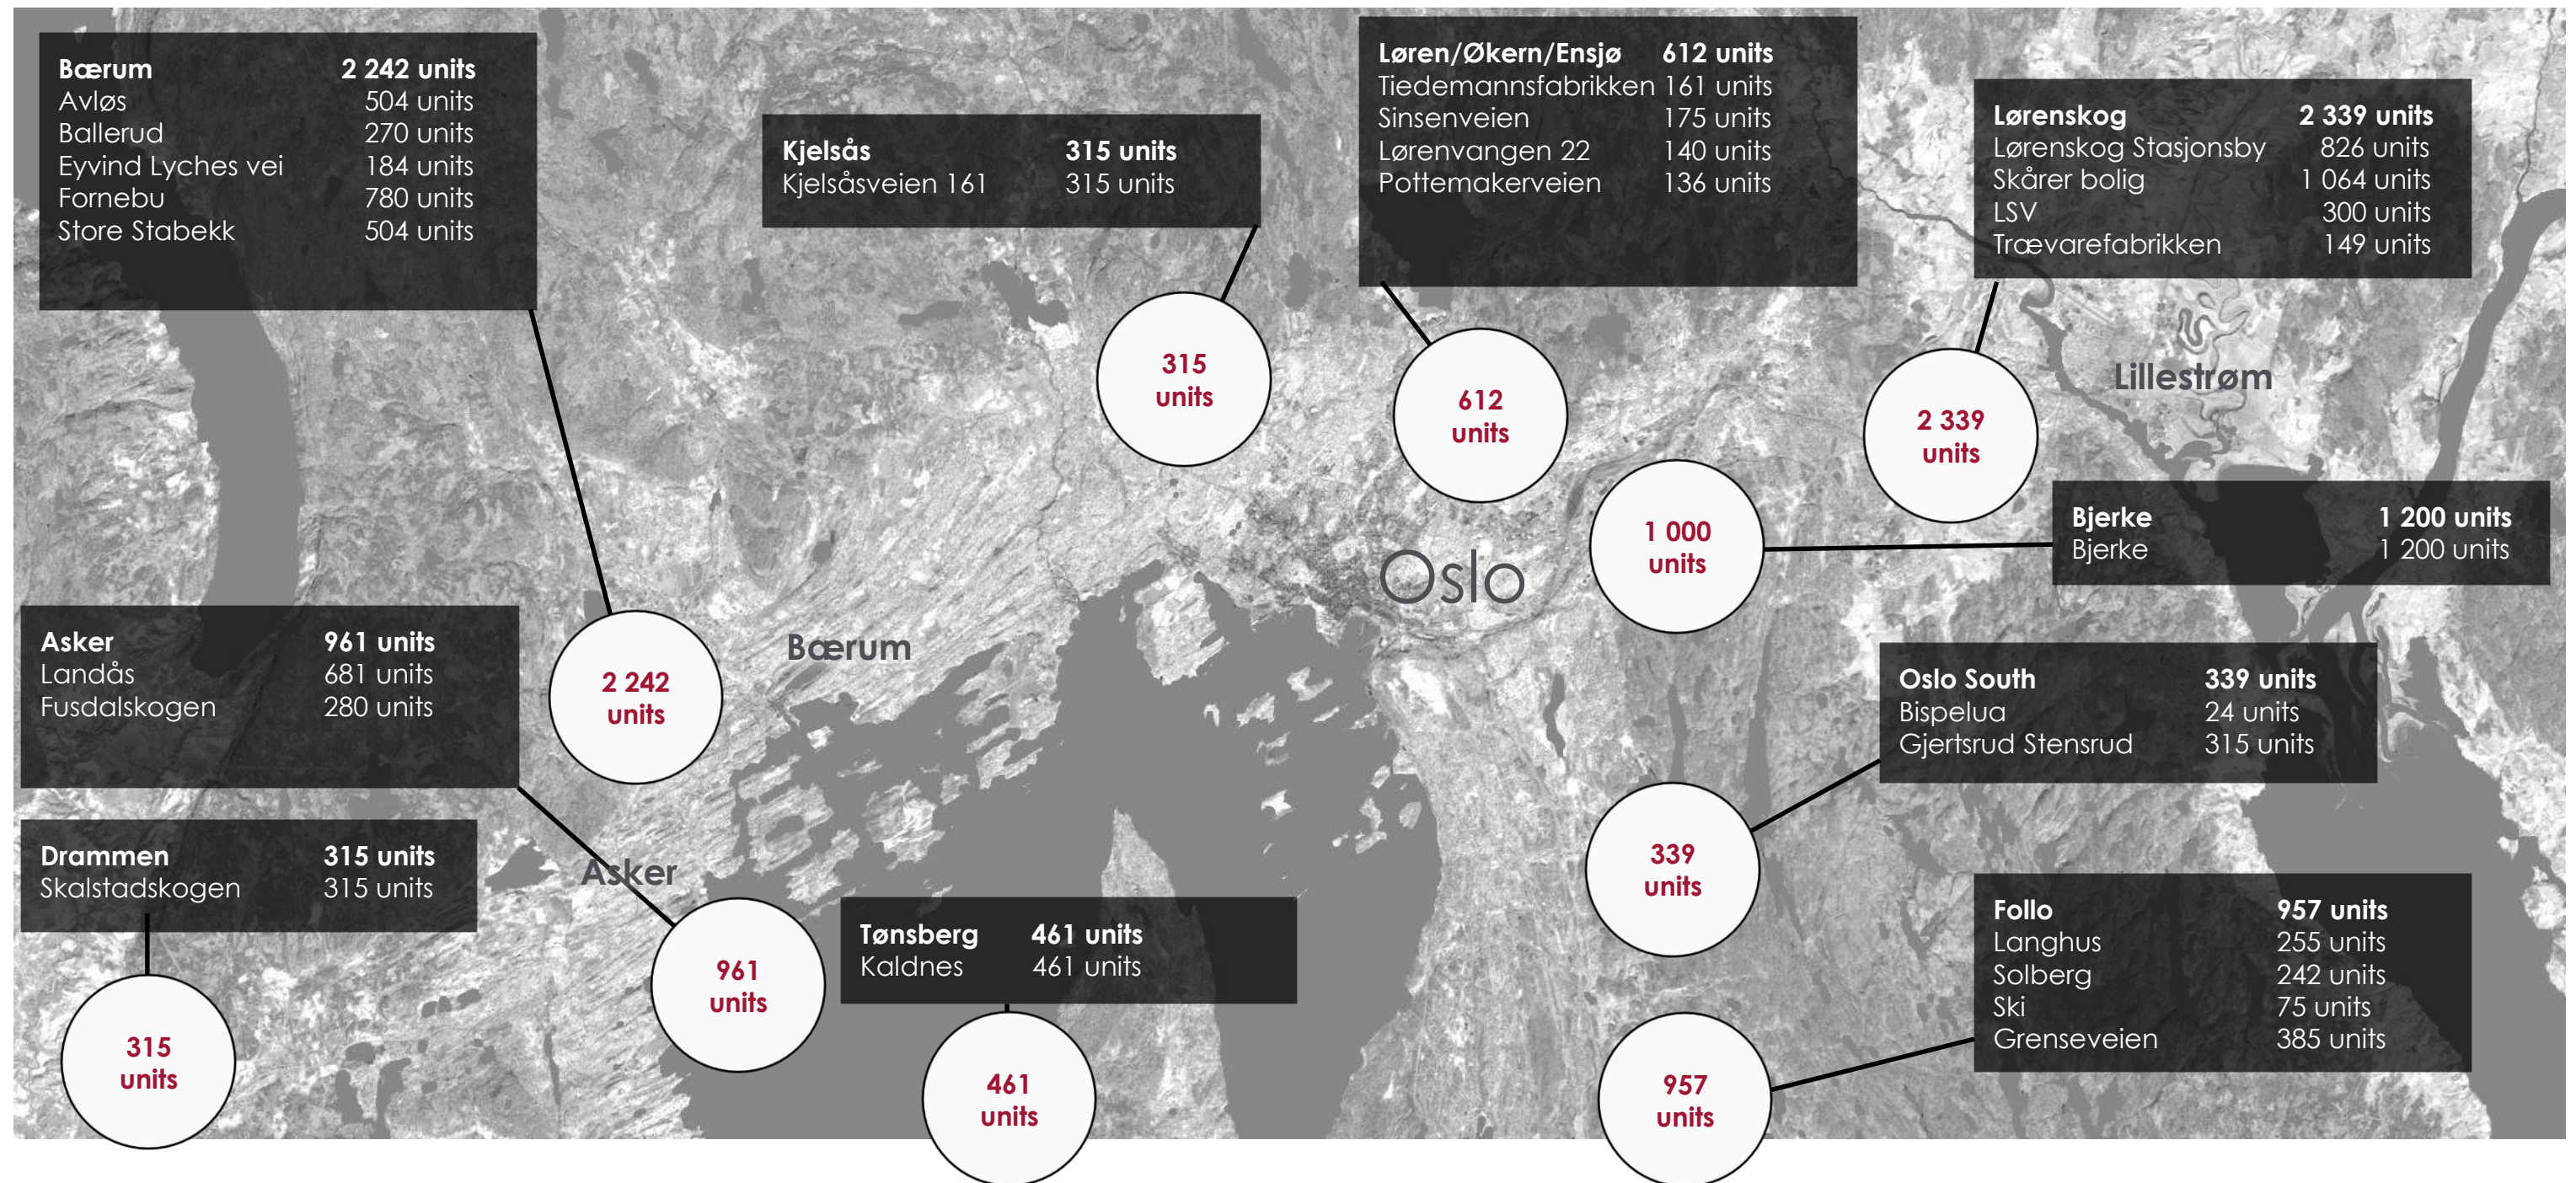 Bærum 2 242 units
Avløs 504 units
Ballerud 270 units
Eyvind Lyches vei 184 units
Fornebu 780 units
Store Stabekk 504 units
Kjelsås 315 units
Kjelsåsveien 161 315 units
Løren/Økern/Ensjø 612 units
Tiedemannsfabrikken 161 units
Sinsenveien 175 units
Lørenvangen 22 140 units
Pottemakerveien 136 units
Lørenskog 2 339 units
Lørenskog Stasjonsby 826 units
Skårer bolig 1 064 units
LSV 300 units
Trævarefabrikken 149 units
315
units
612
units
2 339
units
Lillestrøm
1 000
units
Oslo
Bjerke 1 200 units
Bjerke 1 200 units
Asker 961 units
Landås 681 units
Fusdalskogen 280 units
2 242
units
Bærum
Oslo South 339 units
Bispelua 24 units
Gjertsrud Stensrud 315 units
Drammen 315 units
Skalstadskogen 315 units
Asker
339
units
315
units
961
units
Tønsberg 461 units
Kaldnes 461 units
461
units
Follo 957 units
Langhus 255 units
Solberg 242 units
Ski 75 units
Grenseveien 385 units
957
units